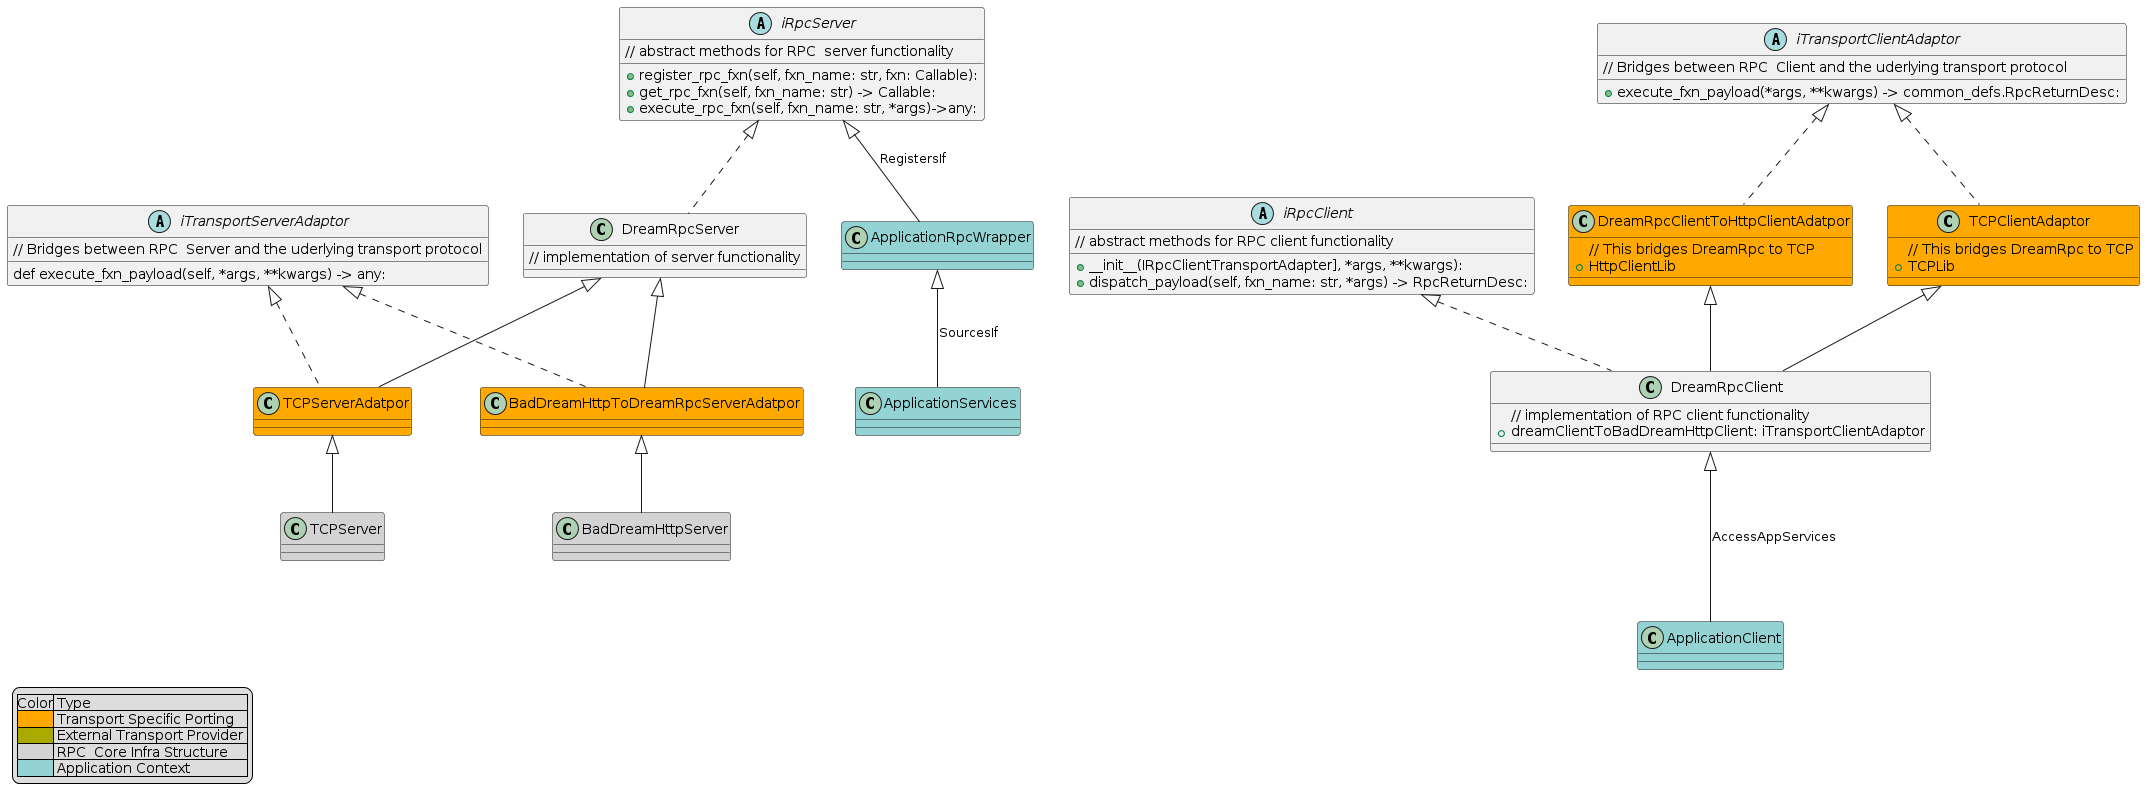 A iRpcServer
// abstract methods for RPC  server functionality
register_rpc_fxn(self, fxn_name: str, fxn: Callable):
get_rpc_fxn(self, fxn_name: str) -> Callable:
execute_rpc_fxn(self, fxn_name: str, *args)->any:
A iTransportClientAdaptor
// Bridges between RPC  Client and the uderlying transport protocol
execute_fxn_payload(*args, **kwargs) -> common_defs.RpcReturnDesc:
RegistersIf
A iTransportServerAdaptor
// Bridges between RPC  Server and the uderlying transport protocol
def execute_fxn_payload(self, *args, **kwargs) -> any:
C DreamRpcServer
// implementation of server functionality
C ApplicationRpcWrapper
A iRpcClient
// abstract methods for RPC client functionality
__init__(IRpcClientTransportAdapter], *args, **kwargs):
dispatch_payload(self, fxn_name: str, *args) -> RpcReturnDesc:
C DreamRpcClientToHttpClientAdatpor
// This bridges DreamRpc to TCP
HttpClientLib
C TCPClientAdaptor
// This bridges DreamRpc to TCP
TCPLib
SourcesIf
C TCPServerAdatpor
C BadDreamHttpToDreamRpcServerAdatpor
C ApplicationServices
C DreamRpcClient
// implementation of RPC client functionality
dreamClientToBadDreamHttpClient: iTransportClientAdaptor
C TCPServer
C BadDreamHttpServer
AccessAppServices
C ApplicationClient
Color Type
Transport Specific Porting
External Transport Provider
RPC  Core Infra Structure
Application Context